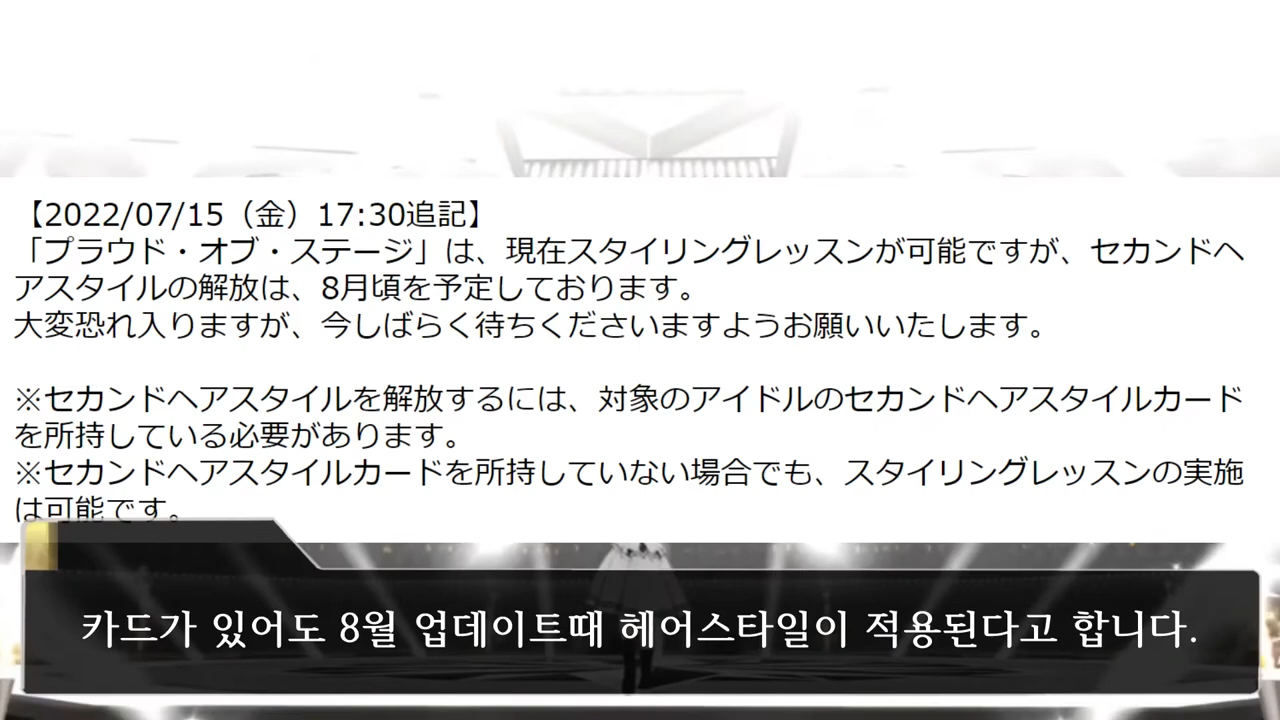 【2022/07/15（金）17:30追記】
「プラウド・オブ・ステージ」は、現在スタイリングレッスンが可能ですが、セカンドヘ
アスタイルの解放は、8月頃を予定しております。
大変恐れ入りますが、今しばらく待ちくださいますようお願いいたします。
※セカンドヘアスタイルを解放するには、対象のアイドルのセカンドヘアスタイルカード
を所持している必要があります。
※セカンドヘアスタイルカードを所持していない場合でも、スタイリングレッスンの実施
は可能です。
카드가 있어도 8월 업데이트때 헤어스타일이 적용된다고 합니다.